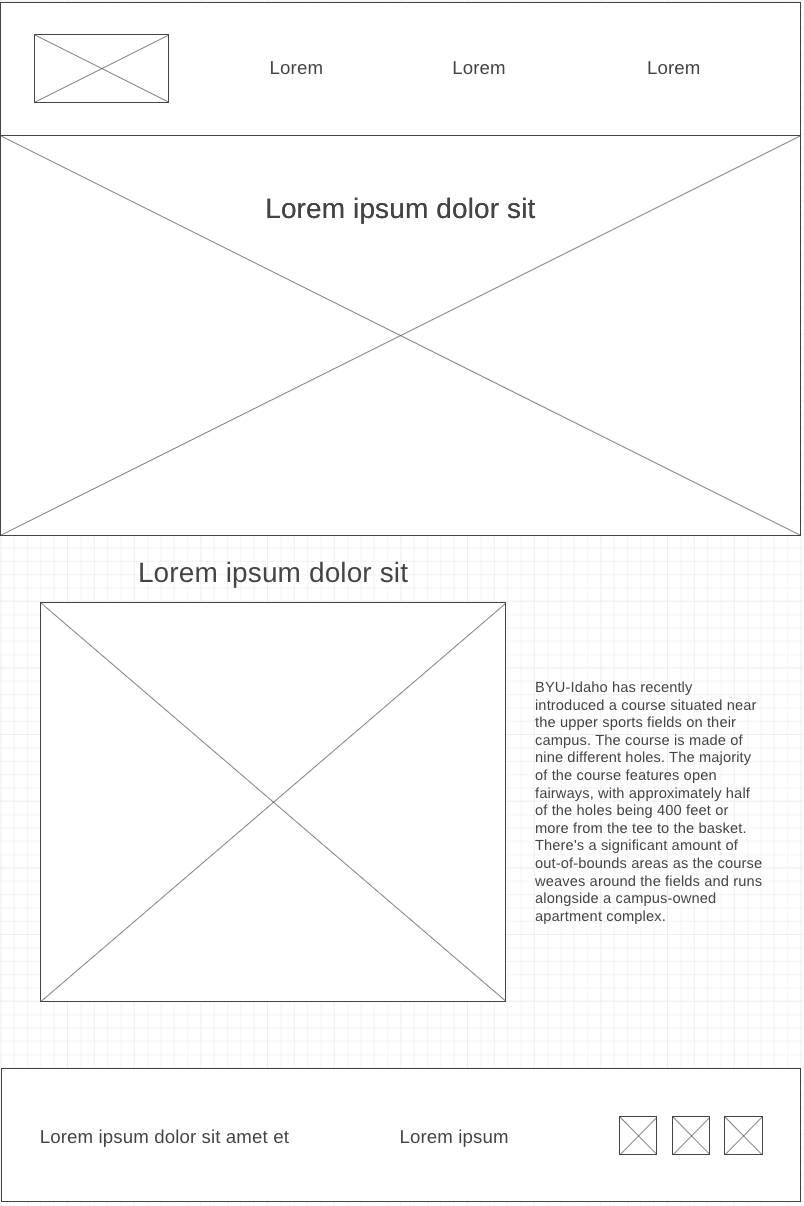 Lorem
Lorem
Lorem
Lorem ipsum dolor sit
Lorem ipsum dolor sit
BYU-Idaho has recently
introduced a course situated near
the upper sports fields on their
campus. The course is made of
nine different holes. The majority
of the course features open
fairways, with approximately half
of the holes being 400 feet or
more from the tee to the basket.
There's a significant amount of
out-of-bounds areas as the course
weaves around the fields and runs
alongside a campus-owned
apartment complex.
Lorem ipsum dolor sit amet et
Lorem ipsum